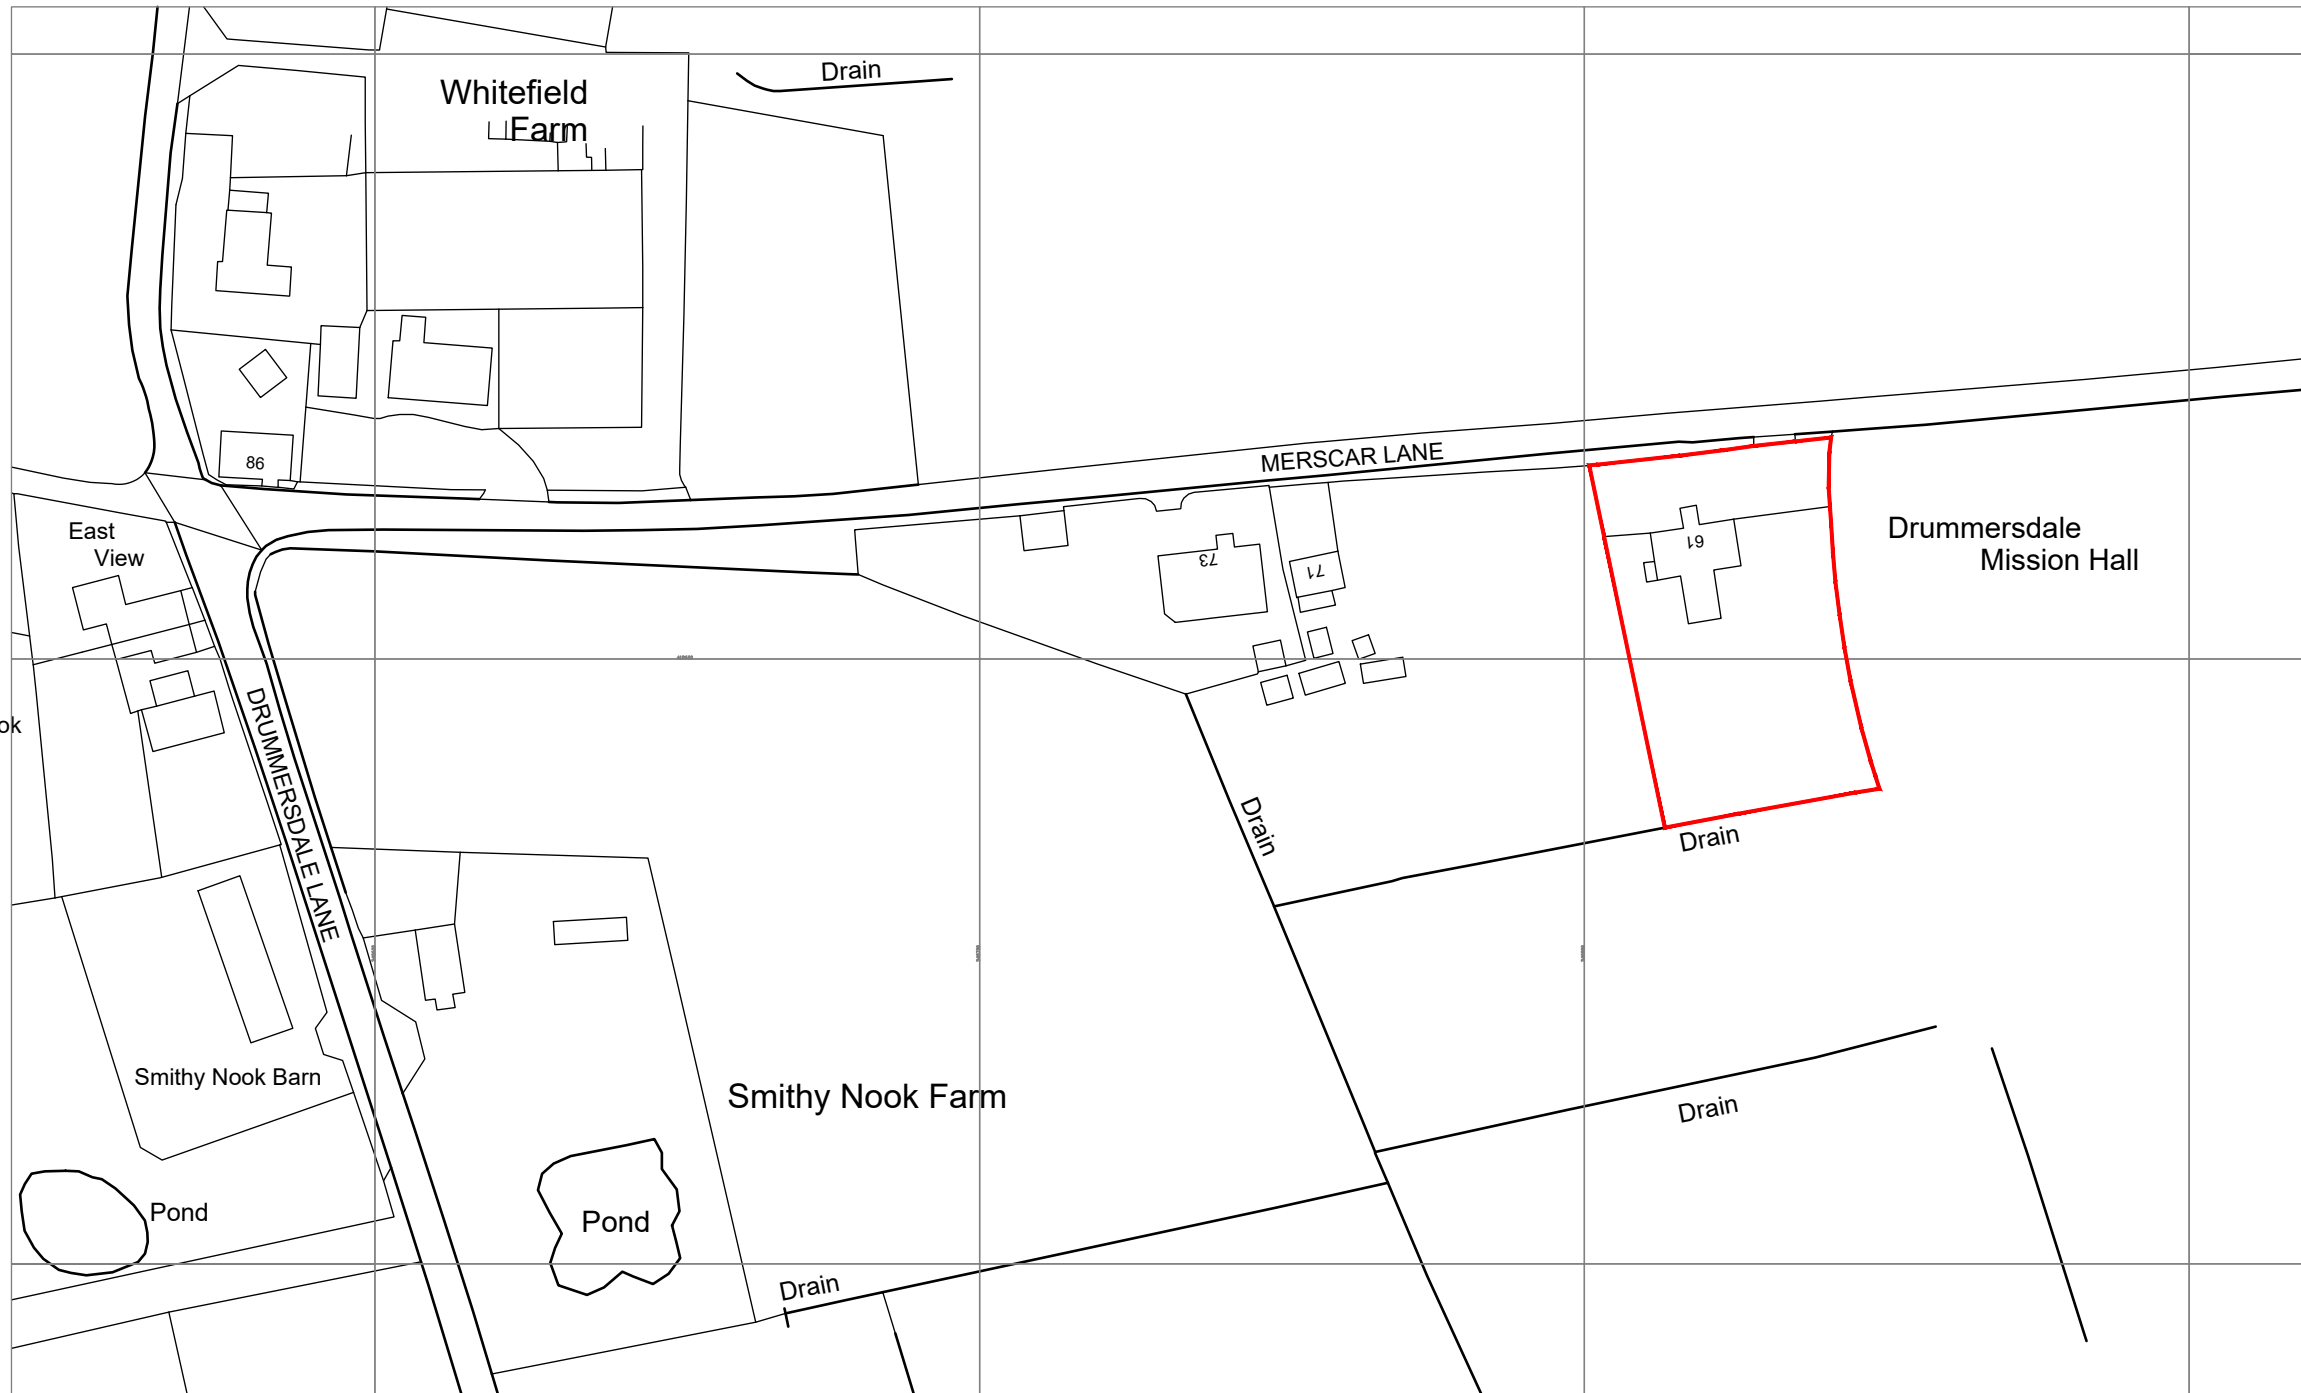 Drain
Whitefield
Farm
MERSCAR LANE
86
East
View
Drummersdale
Mission Hall
73
71
61
ok
DRUMMERSDALE LANE
Drain
Drain
Smithy Nook Barn
Smithy Nook Farm
Drain
Pond
Pond
Drain